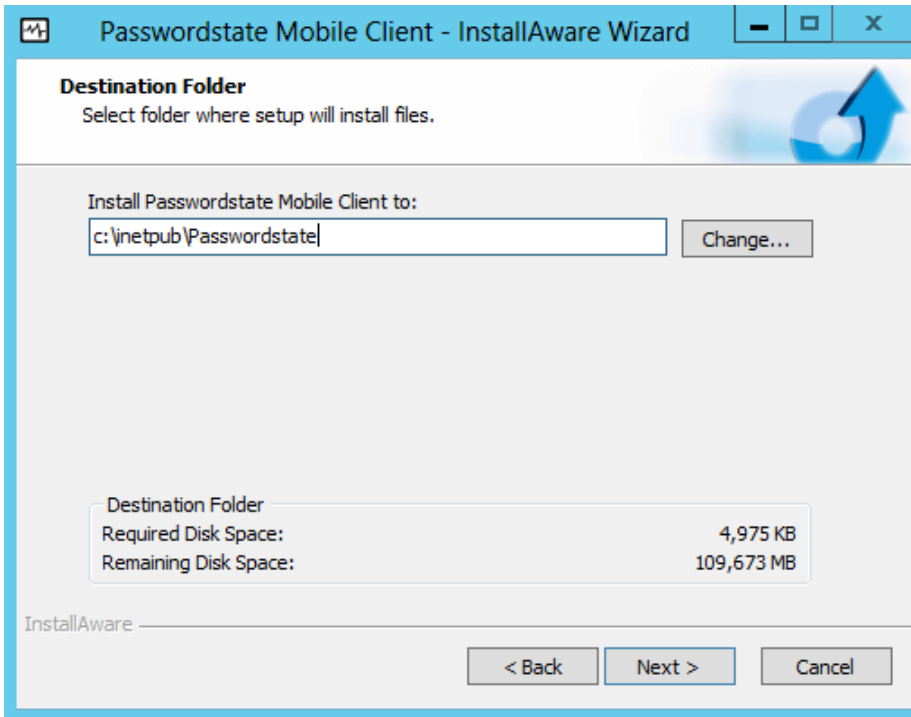 Passwordstate Mobile Client - InstallAware Wizard
Destination Folder
Select folder where setup will install files.
Install Passwordstate Mobile Client to:
c:\inetpub\Passwordstate
Change...
Destination Folder
Required Disk Space: 4,975 KB
Remaining Disk Space: 109,673 MB
InstallAware
< Back Next > Cancel